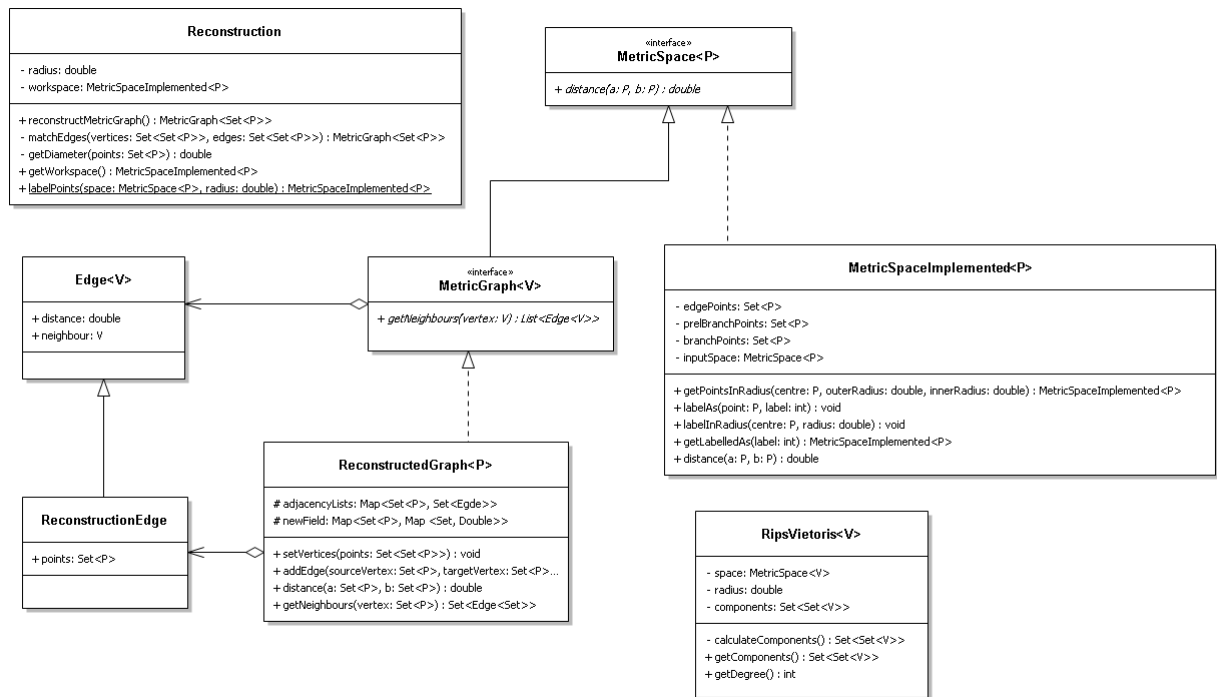 Reconstruction
- radius: double
- workspace: MetricSpaceImplemented<P>
+ reconstructMetricGraph() : MetricGraph<Set<P>>
- matchEdges(vertices: Set<Set<P>>, edges: Set<Set<P>>) : MetricGraph<Set<P>>
- getDiameter(points: Set<P>) : double
+ getWorkspace() : MetricSpaceImplemented<P>
+ labelPoints(space: MetricSpace<P>, radius: double) : MetricSpaceImplemented<P>
«interface»
MetricSpace<P>
+ distance(a: P, b: P) : double
Edge<V>
+ distance: double
+ neighbour: V
«interface»
MetricGraph<V>
+ getNeighbours(vertex: V) : List<Edge<V>>
MetricSpaceImplemented<P>
- edgePoints: Set<P>
- prelBranchPoints: Set<P>
- branchPoints: Set<P>
- inputSpace: MetricSpace<P>
+ getPointsInRadius(centre: P, outerRadius: double, innerRadius: double) : MetricSpaceImplemented<P>
+ labelAs(point: P, label: int) : void
+ labelInRadius(centre: P, radius: double) : void
+ getLabelledAs(label: int) : MetricSpaceImplemented<P>
+ distance(a: P, b: P) : double
ReconstructionEdge
+ points: Set<P>
ReconstructedGraph<P>
# adjacencyLists: Map<Set<P>, Set<Egde>>
# newField: Map<Set<P>, Map <Set, Double>>
+ setVertices(points: Set<Set<P>>) : void
+ addEdge(sourceVertex: Set<P>, targetVertex: Set<P>...
+ distance(a: Set<P>, b: Set<P>) : double
+ getNeighbours(vertex: Set<P>) : Set<Edge<Set>>
RipsVietoris<V>
- space: MetricSpace<V>
- radius: double
- components: Set<Set<V>>
- calculateComponents() : Set<Set<V>>
+ getComponents() : Set<Set<V>>
+ getDegree() : int